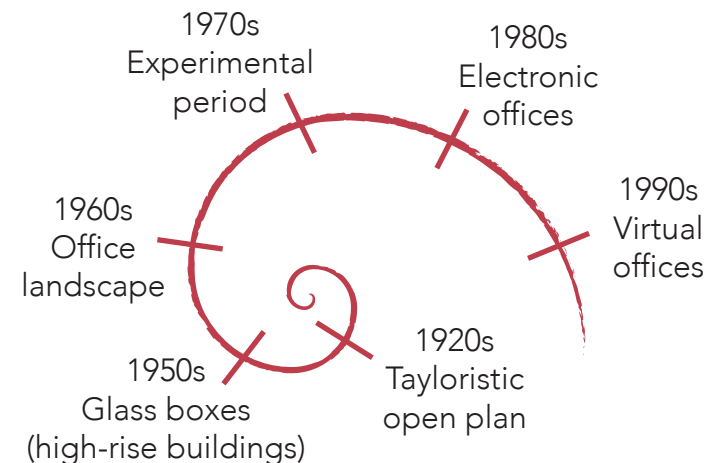 1970s
Experimental
period
1980s
Electronic
offices
1990s
Virtual
offices
1960s
Office
landscape
1920s
Tayloristic
open plan
1950s
Glass boxes
(high-rise buildings)